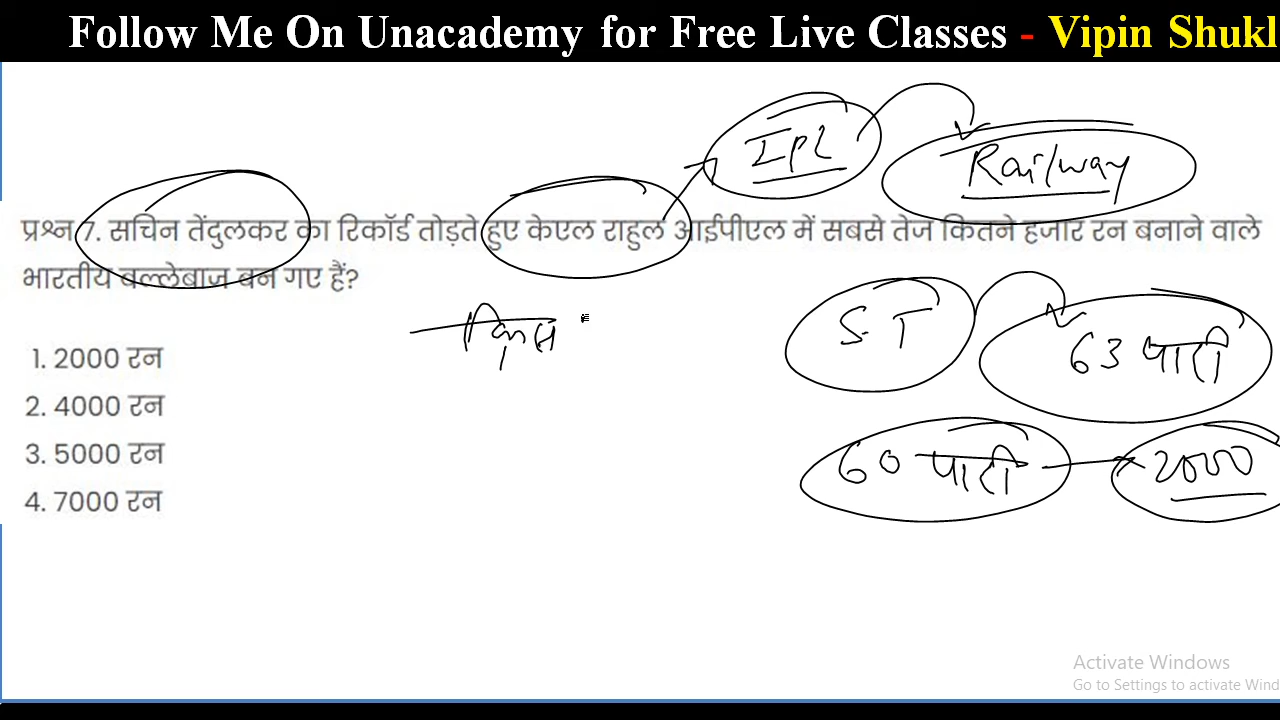 Follow Me On Unacademy for Free Live Classes - Vipin Shukl
IPL
Railway
प्रश्न 7. सचिन तेंदुलकर का रिकॉर्ड तोड़ते हुए केएल राहुल आईपीएल में सबसे तेज कितने हजार रन बनाने वाले
भारतीय बल्लेबाज बन गए हैं?
किस
S T
63 पारी
1. 2000 रन
2. 4000 रन
60 पारी 2000
3. 5000 रन
4. 7000 रन
Activate Windows
Go to Settings to activate Wind